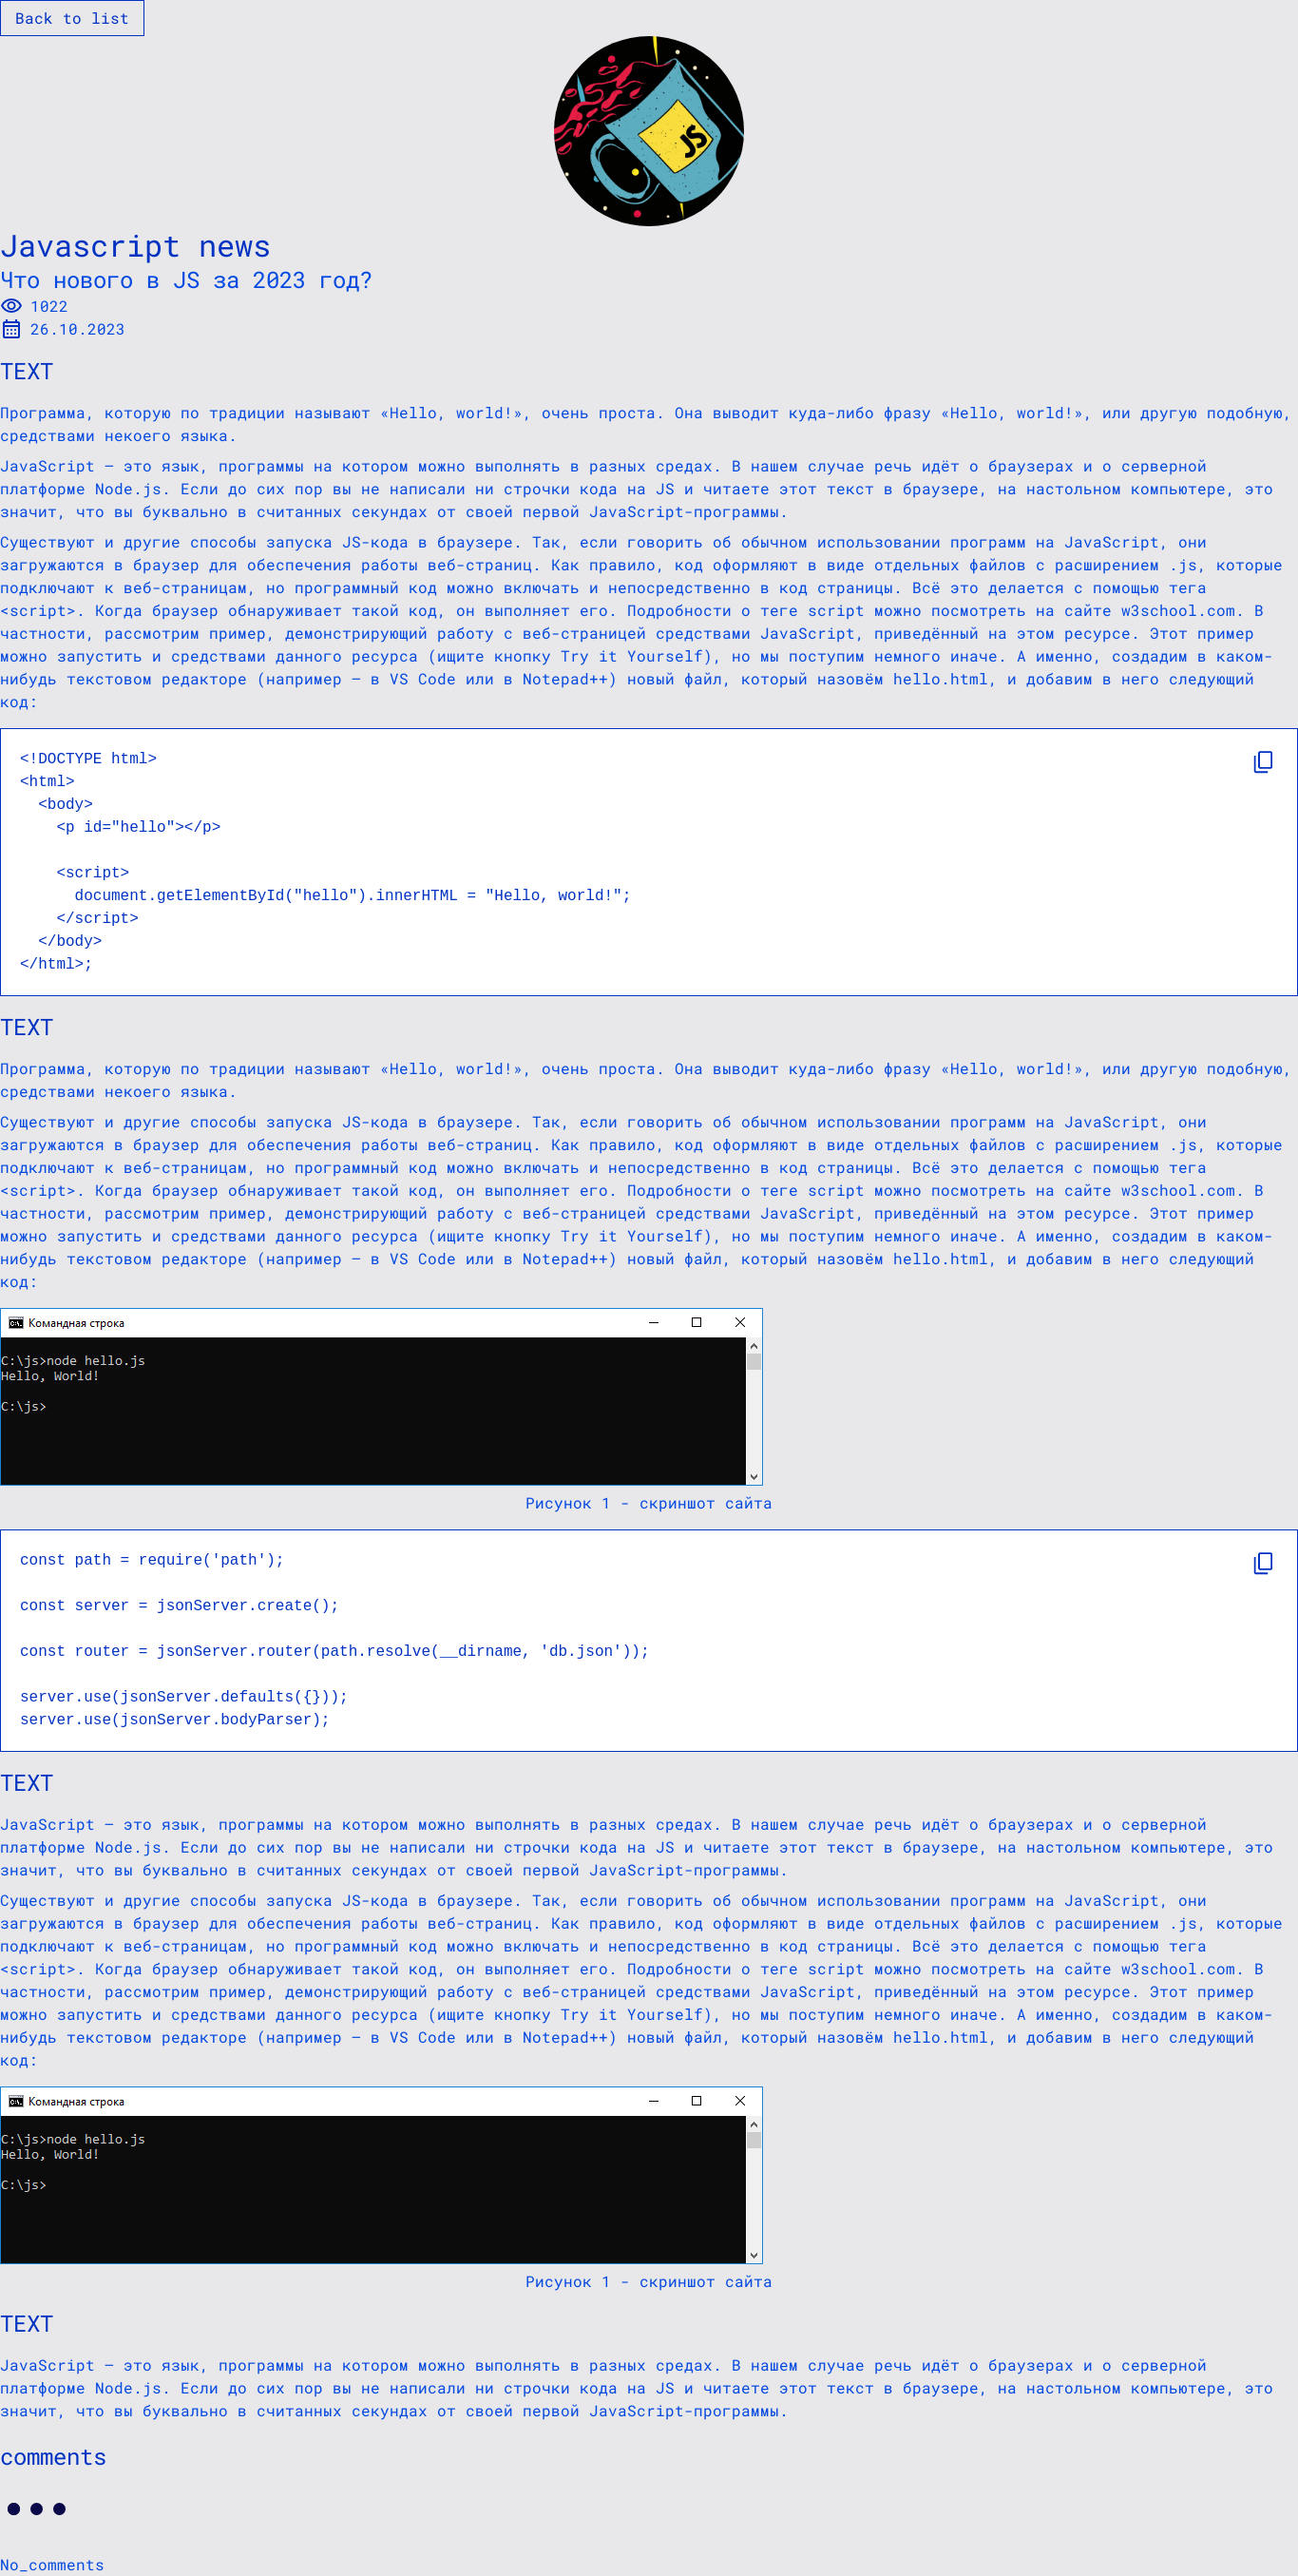 Back to list
JS
Javascript news
Что нового в JS за 2023 год?
1022
26.10.2023
TEXT
Программа, которую по традиции называют «Hello, world!», очень проста. Она выводит куда-либо фразу «Hello, world!», или другую подобную,
средствами некоего языка.
JavaScript — это язык, программы на котором можно выполнять в разных средах. В нашем случае речь идёт о браузерах и о серверной
платформе Node.js. Если до сих пор вы не написали ни строчки кода на JS и читаете этот текст в браузере, на настольном компьютере, это
значит, что вы буквально в считанных секундах от своей первой JavaScript-программы.
Существуют и другие способы запуска JS-кода в браузере. Так, если говорить об обычном использовании программ на JavaScript, они
загружаются в браузер для обеспечения работы веб-страниц. Как правило, код оформляют в виде отдельных файлов с расширением .js, которые
подключают к веб-страницам, но программный код можно включать и непосредственно в код страницы. Всё это делается с помощью тега
<script>. Когда браузер обнаруживает такой код, он выполняет его. Подробности о теге script можно посмотреть на сайте w3school.com. В
частности, рассмотрим пример, демонстрирующий работу с веб-страницей средствами JavaScript, приведённый на этом ресурсе. Этот пример
можно запустить и средствами данного ресурса (ищите кнопку Try it Yourself), но мы поступим немного иначе. А именно, создадим в каком-
нибудь текстовом редакторе (например — в VS Code или в Notepad++) новый файл, который назовём hello.html, и добавим в него следующий
код:
<!DOCTYPE html>
<html>
  <body>
    <p id="hello"></p>
    <script>
      document.getElementById("hello").innerHTML = "Hello, world!";
    </script>
  </body>
</html>;
TEXT
Программа, которую по традиции называют «Hello, world!», очень проста. Она выводит куда-либо фразу «Hello, world!», или другую подобную,
средствами некоего языка.
Существуют и другие способы запуска JS-кода в браузере. Так, если говорить об обычном использовании программ на JavaScript, они
загружаются в браузер для обеспечения работы веб-страниц. Как правило, код оформляют в виде отдельных файлов с расширением .js, которые
подключают к веб-страницам, но программный код можно включать и непосредственно в код страницы. Всё это делается с помощью тега
<script>. Когда браузер обнаруживает такой код, он выполняет его. Подробности о теге script можно посмотреть на сайте w3school.com. В
частности, рассмотрим пример, демонстрирующий работу с веб-страницей средствами JavaScript, приведённый на этом ресурсе. Этот пример
можно запустить и средствами данного ресурса (ищите кнопку Try it Yourself), но мы поступим немного иначе. А именно, создадим в каком-
нибудь текстовом редакторе (например — в VS Code или в Notepad++) новый файл, который назовём hello.html, и добавим в него следующий
код:
Командная строка
C:\js>node hello.js
Hello, World!
C:\js>
Рисунок 1 - скриншот сайта
const path = require('path');
const server = jsonServer.create();
const router = jsonServer.router(path.resolve(__dirname, 'db.json'));
server.use(jsonServer.defaults({}));
server.use(jsonServer.bodyParser);
TEXT
JavaScript — это язык, программы на котором можно выполнять в разных средах. В нашем случае речь идёт о браузерах и о серверной
платформе Node.js. Если до сих пор вы не написали ни строчки кода на JS и читаете этот текст в браузере, на настольном компьютере, это
значит, что вы буквально в считанных секундах от своей первой JavaScript-программы.
Существуют и другие способы запуска JS-кода в браузере. Так, если говорить об обычном использовании программ на JavaScript, они
загружаются в браузер для обеспечения работы веб-страниц. Как правило, код оформляют в виде отдельных файлов с расширением .js, которые
подключают к веб-страницам, но программный код можно включать и непосредственно в код страницы. Всё это делается с помощью тега
<script>. Когда браузер обнаруживает такой код, он выполняет его. Подробности о теге script можно посмотреть на сайте w3school.com. В
частности, рассмотрим пример, демонстрирующий работу с веб-страницей средствами JavaScript, приведённый на этом ресурсе. Этот пример
можно запустить и средствами данного ресурса (ищите кнопку Try it Yourself), но мы поступим немного иначе. А именно, создадим в каком-
нибудь текстовом редакторе (например — в VS Code или в Notepad++) новый файл, который назовём hello.html, и добавим в него следующий
код:
Командная строка
C:\js>node hello.js
Hello, World!
C:\js>
Рисунок 1 - скриншот сайта
TEXT
JavaScript — это язык, программы на котором можно выполнять в разных средах. В нашем случае речь идёт о браузерах и о серверной
платформе Node.js. Если до сих пор вы не написали ни строчки кода на JS и читаете этот текст в браузере, на настольном компьютере, это
значит, что вы буквально в считанных секундах от своей первой JavaScript-программы.
comments
No_comments